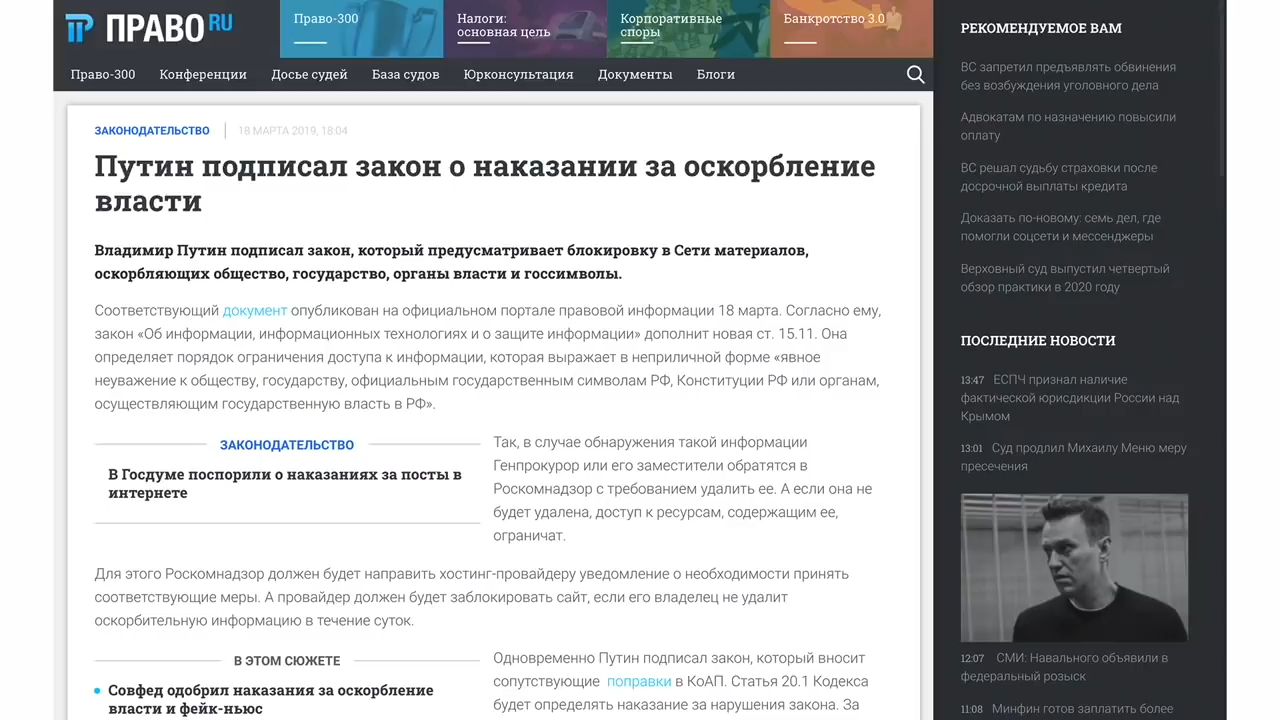 ПРАВО RU
Право-300
Налоги:
основная цель
Корпоративные
споры
Банкротство 3.0
Право-300 Конференции Досье судей База судов Юрконсультация Документы Блоги
ЗАКОНОДАТЕЛЬСТВО 18 МАРТА 2019, 18:04
Путин подписал закон о наказании за оскорбление
власти
Владимир Путин подписал закон, который предусматривает блокировку в Сети материалов,
оскорбляющих общество, государство, органы власти и госсимволы.
Соответствующий документ опубликован на официальном портале правовой информации 18 марта. Согласно ему,
закон «Об информации, информационных технологиях и о защите информации» дополнит новая ст. 15.11. Она
определяет порядок ограничения доступа к информации, которая выражает в неприличной форме «явное
неуважение к обществу, государству, официальным государственным символам РФ, Конституции РФ или органам,
осуществляющим государственную власть в РФ».
ЗАКОНОДАТЕЛЬСТВО
В Госдуме поспорили о наказаниях за посты в
интернете
Так, в случае обнаружения такой информации
Генпрокурор или его заместители обратятся в
Роскомнадзор с требованием удалить ее. А если она не
будет удалена, доступ к ресурсам, содержащим ее,
ограничат.
Для этого Роскомнадзор должен будет направить хостинг-провайдеру уведомление о необходимости принять
соответствующие меры. А провайдер должен будет заблокировать сайт, если его владелец не удалит
оскорбительную информацию в течение суток.
В ЭТОМ СЮЖЕТЕ
Совфед одобрил наказания за оскорбление
власти и фейк-ньюс
Одновременно Путин подписал закон, который вносит
сопутствующие поправки в КоАП. Статья 20.1 Кодекса
будет определять наказание за нарушения закона. За
РЕКОМЕНДУЕМОЕ ВАМ
ВС запретил предъявлять обвинения
без возбуждения уголовного дела
Адвокатам по назначению повысили
оплату
ВС решал судьбу страховки после
досрочной выплаты кредита
Доказать по-новому: семь дел, где
помогли соцсети и мессенджеры
Верховный суд выпустил четвертый
обзор практики в 2020 году
ПОСЛЕДНИЕ НОВОСТИ
13:47 ЕСПЧ признал наличие
фактической юрисдикции России над
Крымом
13:01 Суд продлил Михаилу Меню меру
пресечения
12:07 СМИ: Навального объявили в
федеральный розыск
11:08 Минфин готов заплатить более